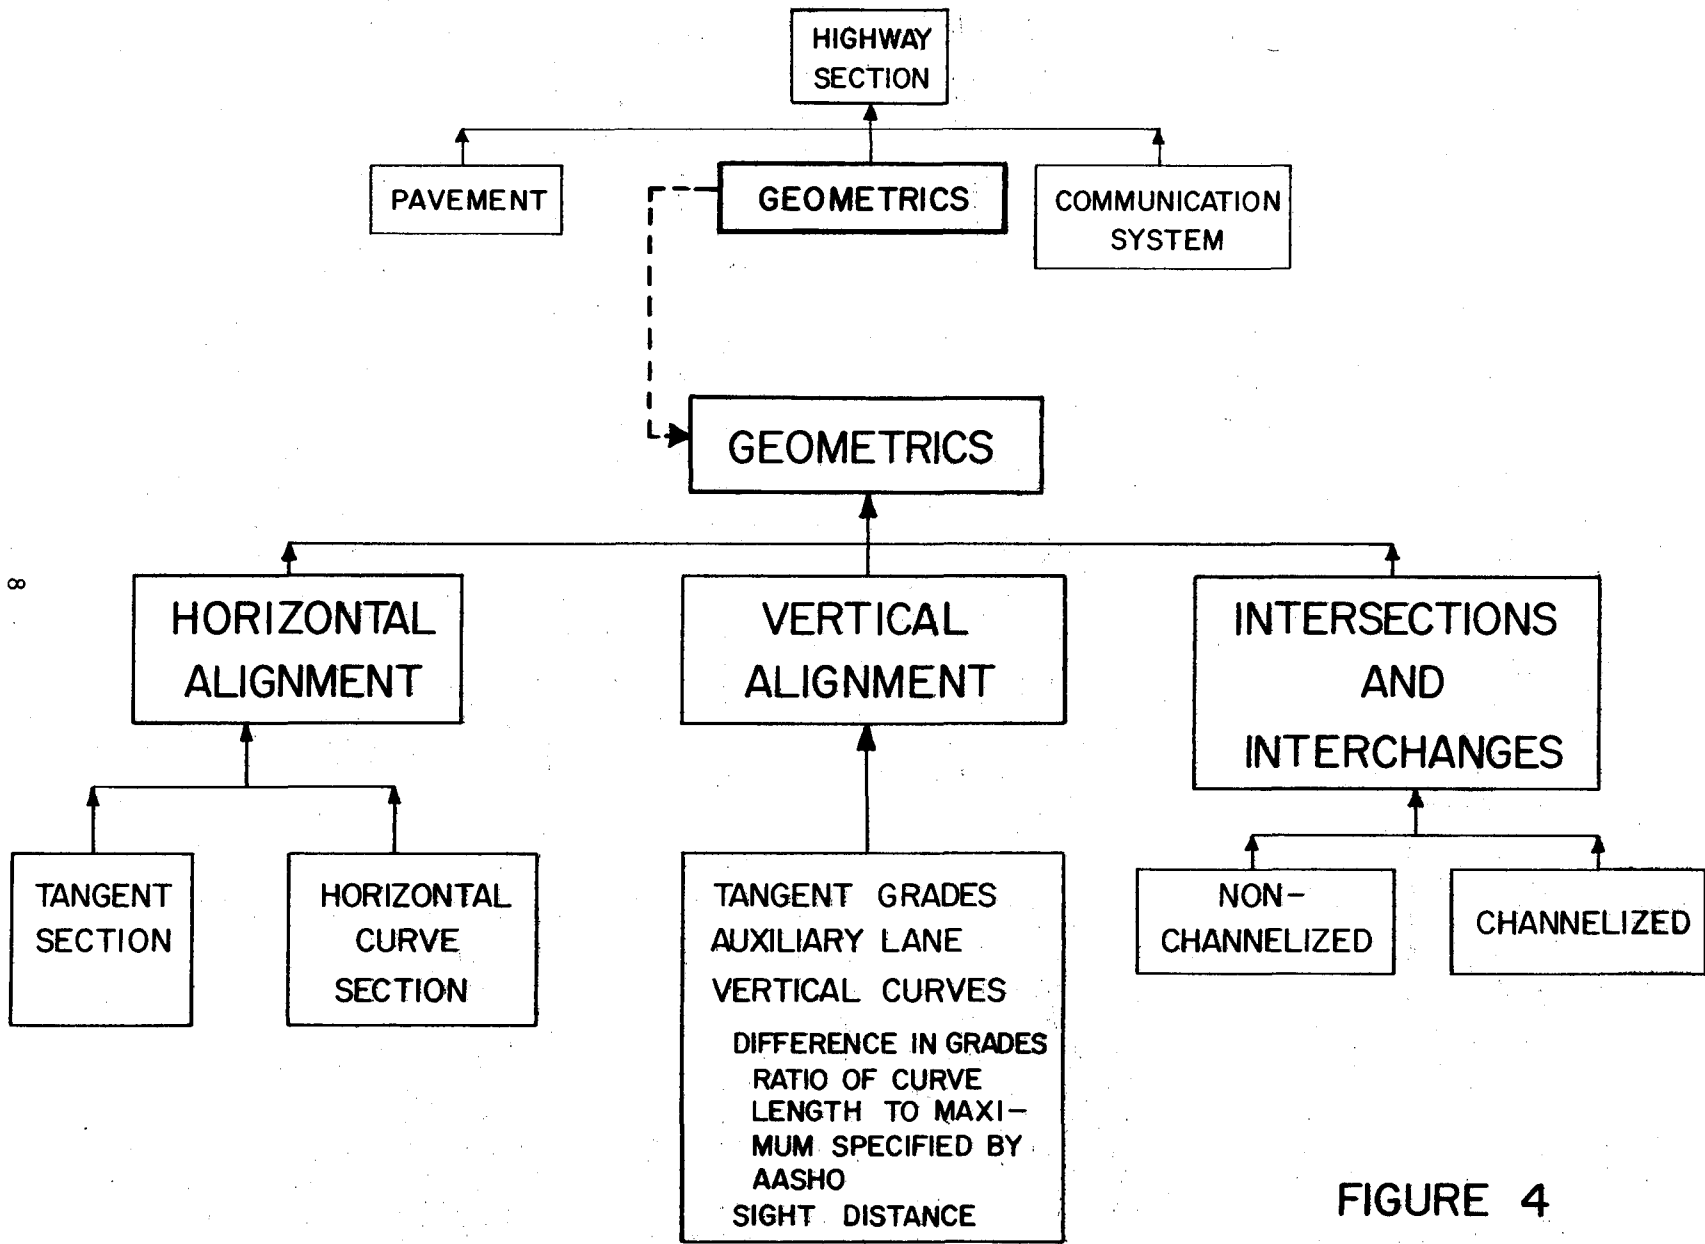 HIGHWAY
SECTION
PAVEMENT
GEOMETRICS
COMMUNICATION
SYSTEM
GEOMETRICS
8
HORIZONTAL
ALIGNMENT
VERTICAL
ALIGNMENT
INTERSECTIONS
AND
INTERCHANGES
TANGENT
SECTION
HORIZONTAL
CURVE
SECTION
TANGENT GRADES
AUXILIARY LANE
VERTICAL CURVES
DIFFERENCE IN GRADES
RATIO OF CURVE
LENGTH TO MAXI-
MUM SPECIFIED BY
AASHO
SIGHT DISTANCE
NON-
CHANNELIZED
CHANNELIZED
FIGURE 4